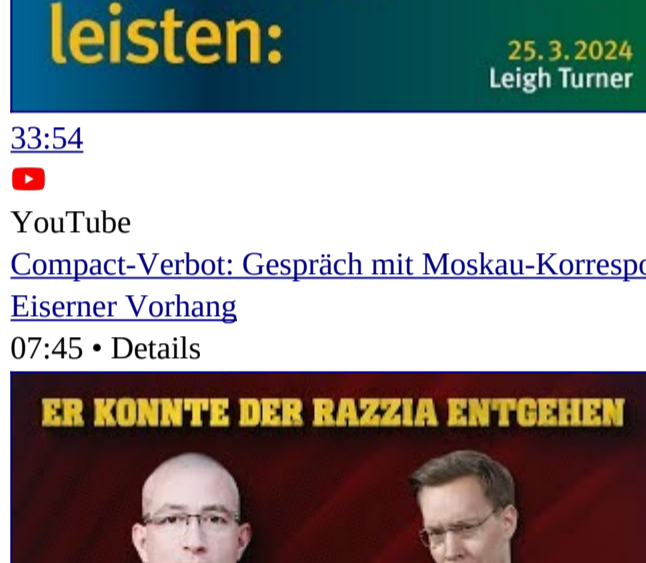 leisten:
25.3.2024
Leigh Turner
33:54
YouTube
Compact-Verbot: Gespräch mit Moskau-Korrespo
Eiserner Vorhang
07:45 • Details
ER KONNTE DER RAZZIA ENTGEHEN